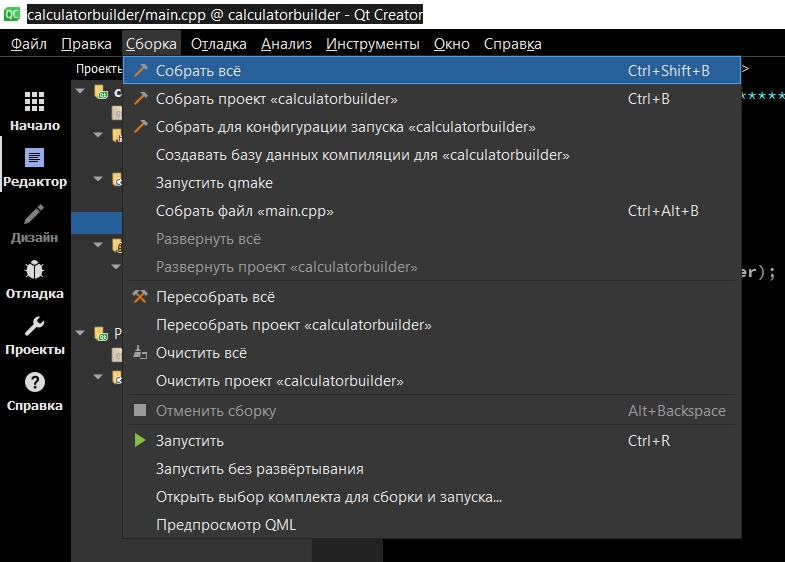 calculatorbuilder/main.cpp @ calculatorbuilder - Qt Creator
Файл Правка Сборка Отладка Анализ Инструменты Окно Справка
Проекты
Начало
Редактор
Дизайн
Отладка
Проекты
Справка
Собрать всё Ctrl+Shift+B
Собрать проект «calculatorbuilder» Ctrl+B
Собрать для конфигурации запуска «calculatorbuilder»
Создавать базу данных компиляции для «calculatorbuilder»
Запустить qmake
Собрать файл «main.cpp» Ctrl+Alt+B
Развернуть всё
Развернуть проект «calculatorbuilder»
Пересобрать всё
Пересобрать проект «calculatorbuilder»
Очистить всё
Очистить проект «calculatorbuilder»
Отменить сборку Alt+Backspace
Запустить Ctrl+R
Запустить без развёртывания
Открыть выбор комплекта для сборки и запуска...
Предпросмотр QML
>
*****
er);